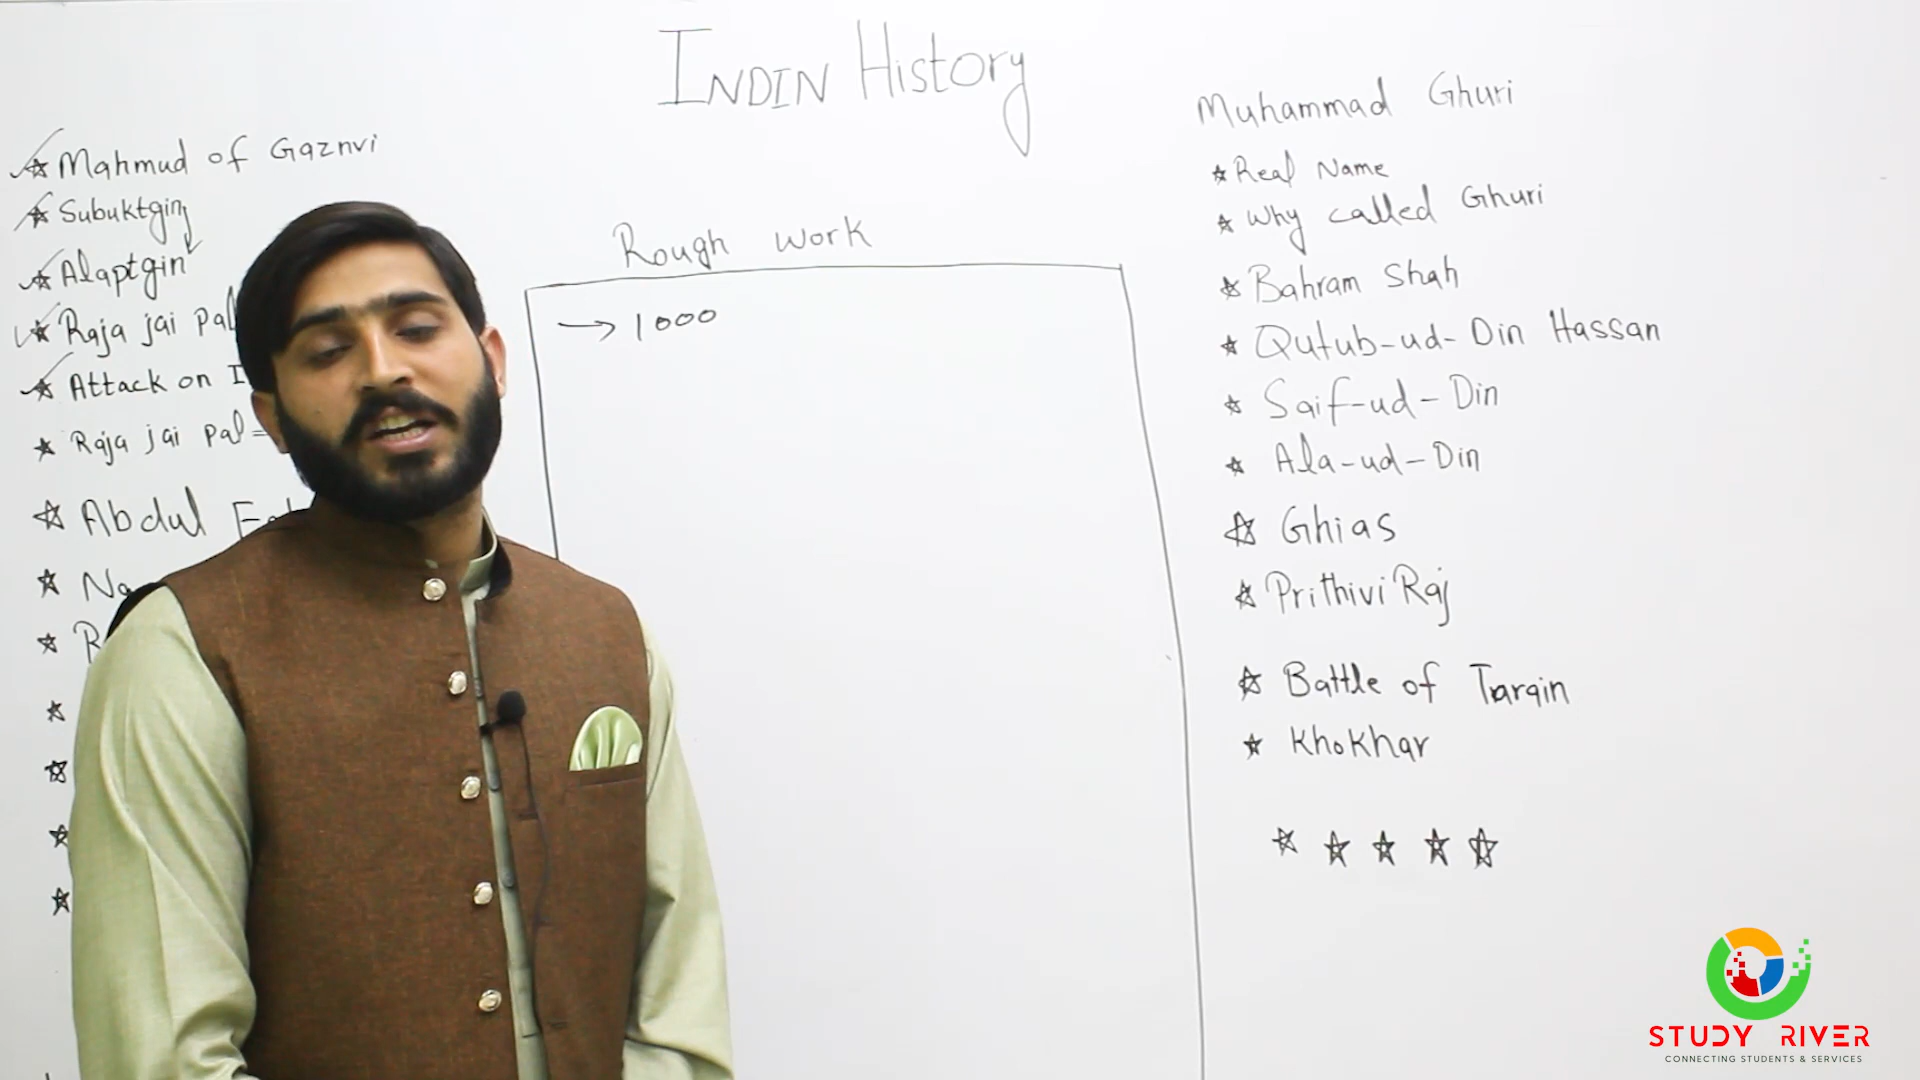 INDIN History
Mahmud of Gaznvi
Subuktgin
Alaptgin
Raja jai pal
Attack on
Raja jai pal =
Abdul
Rough work
→ 1000
Muhammad Ghuri
Real Name
Why called Ghuri
Bahram Shah
Qutub-ud-Din Hassan
Saif-ud-Din
Ala-ud-Din
Ghias
Prithivi Raj
Battle of Tarain
Khokhar
STUDY RIVER
CONNECTING STUDENTS & SERVICES